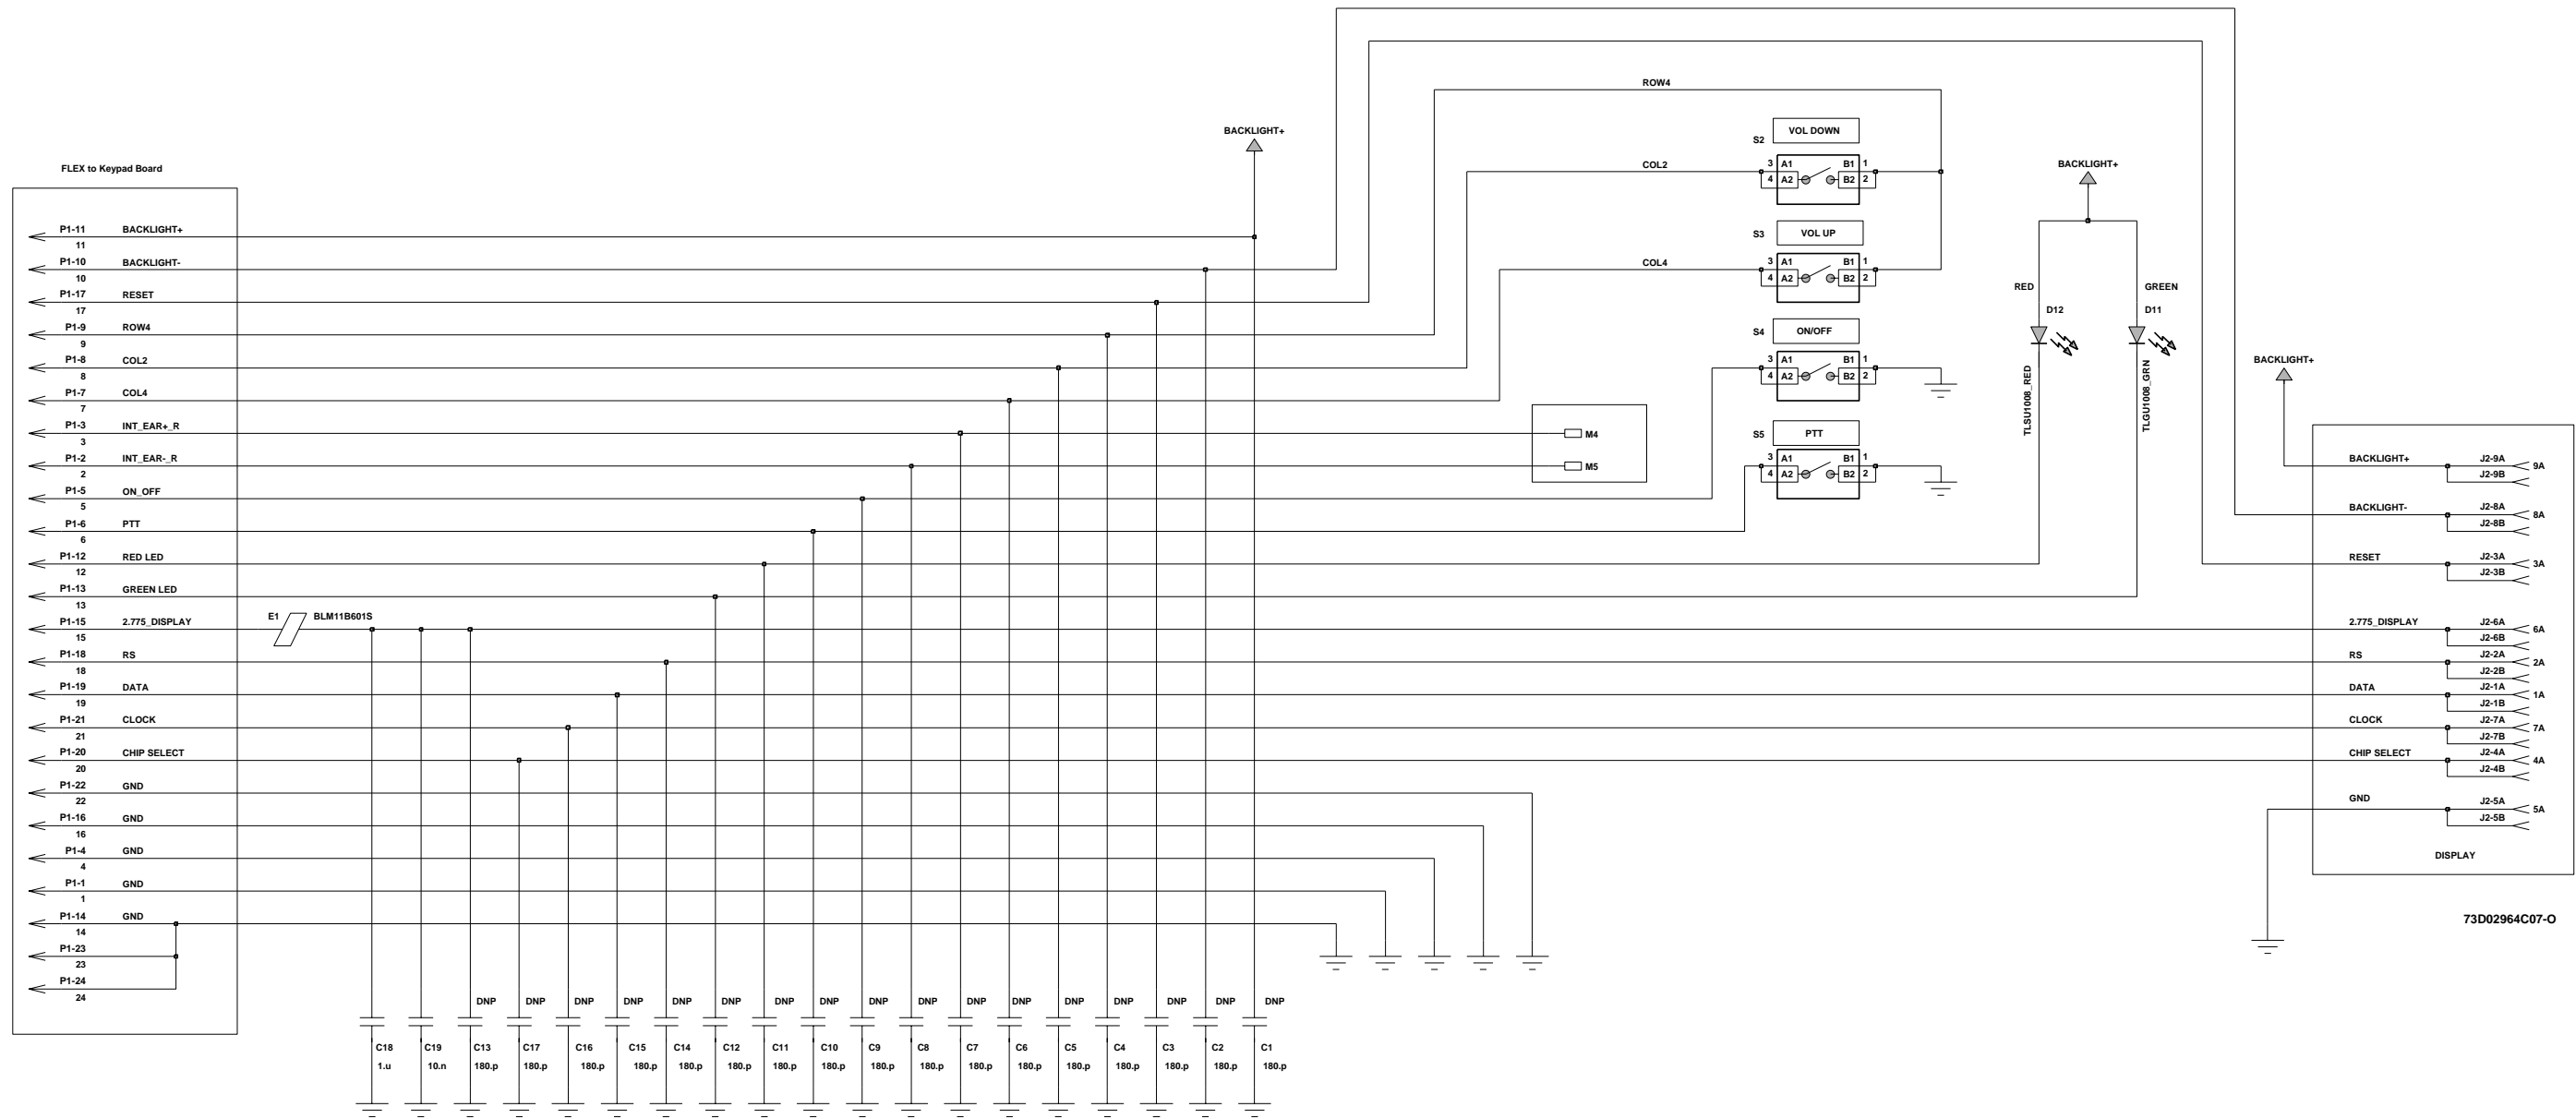 FLEX to Keypad Board
P1-11 BACKLIGHT+
11
P1-10 BACKLIGHT-
10
P1-17 RESET
17
P1-9 ROW4
9
P1-8 COL2
8
P1-7 COL4
7
P1-3 INT_EAR+_R
3
P1-2 INT_EAR-_R
2
P1-5 ON_OFF
5
P1-6 PTT
6
P1-12 RED LED
12
P1-13 GREEN LED
13
P1-15 2.775_DISPLAY
15
P1-18 RS
18
P1-19 DATA
19
P1-21 CLOCK
21
P1-20 CHIP SELECT
20
P1-22 GND
22
P1-16 GND
16
P1-4 GND
4
P1-1 GND
1
P1-14 GND
14
P1-23
23
P1-24
24
E1 BLM11B601S
BACKLIGHT+
ROW4
COL2
COL4
S2 VOL DOWN
3 A1 B1 1
4 A2 B2 2
S3 VOL UP
3 A1 B1 1
4 A2 B2 2
S4 ON/OFF
3 A1 B1 1
4 A2 B2 2
S5 PTT
3 A1 B1 1
4 A2 B2 2
M4
M5
BACKLIGHT+
RED GREEN
D12 D11
TLSU1008_RED
TLGU1008_GRN
BACKLIGHT+
BACKLIGHT+ J2-9A 9A
J2-9B
BACKLIGHT- J2-8A 8A
J2-8B
RESET J2-3A 3A
J2-3B
2.775_DISPLAY J2-6A 6A
J2-6B
RS J2-2A 2A
J2-2B
DATA J2-1A 1A
J2-1B
CLOCK J2-7A 7A
J2-7B
CHIP SELECT J2-4A 4A
J2-4B
GND J2-5A 5A
J2-5B
DISPLAY
73D02964C07-O
DNP DNP DNP DNP DNP DNP DNP DNP DNP DNP DNP DNP DNP DNP DNP DNP DNP
C18 C19 C13 C17 C16 C15 C14 C12 C11 C10 C9 C8 C7 C6 C5 C4 C3 C2 C1
1.u 10.n 180.p 180.p 180.p 180.p 180.p 180.p 180.p 180.p 180.p 180.p 180.p 180.p 180.p 180.p 180.p 180.p 180.p